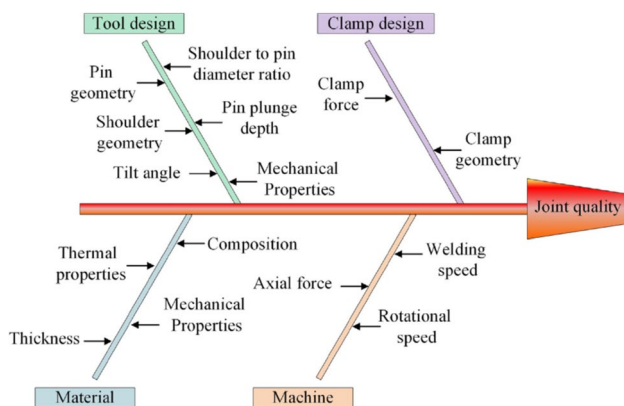 Tool design
Clamp design
Shoulder to pin
diameter ratio
Pin
geometry
Pin plunge
depth
Shoulder
geometry
Tilt angle
Mechanical
Properties
Clamp
force
Clamp
geometry
Joint quality
Composition
Thermal
properties
Mechanical
Properties
Thickness
Welding
speed
Axial force
Rotational
speed
Material
Machine